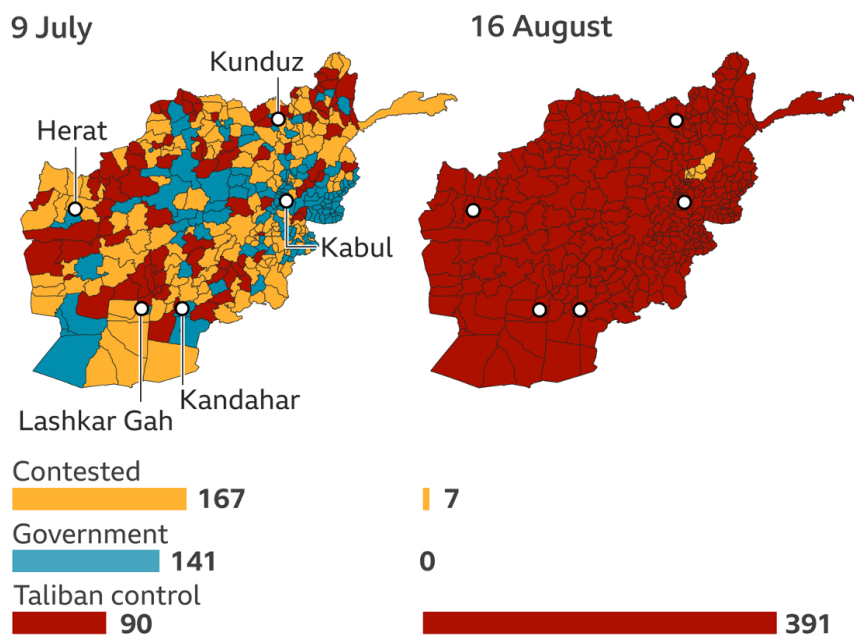 9 July
16 August
Kunduz
Herat
Kabul
Kandahar
Lashkar Gah
Contested
167
7
Government
141
0
Taliban control
90
391